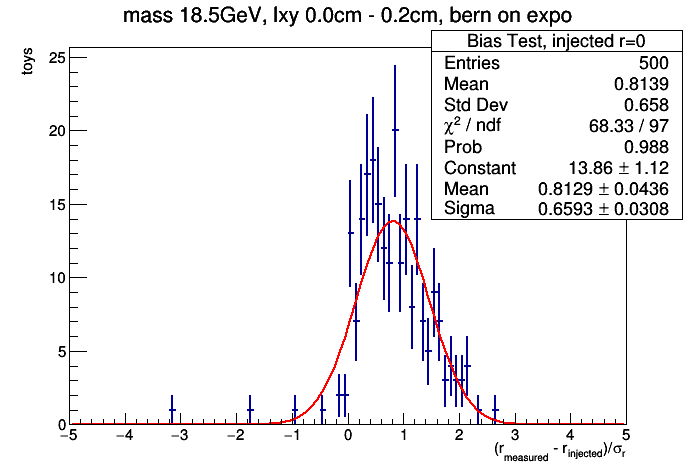 mass 18.5GeV, lxy 0.0cm - 0.2cm, bern on expo
Bias Test, injected r=0
Entries 500
Mean 0.8139
Std Dev 0.658
χ² / ndf 68.33 / 97
Prob 0.988
Constant 13.86 ± 1.12
Mean 0.8129 ± 0.0436
Sigma 0.6593 ± 0.0308
toys
25
20
15
10
5
0
−5 −4 −3 −2 −1 0 1 2 3 4 5
(r_measured - r_injected)/σ_r